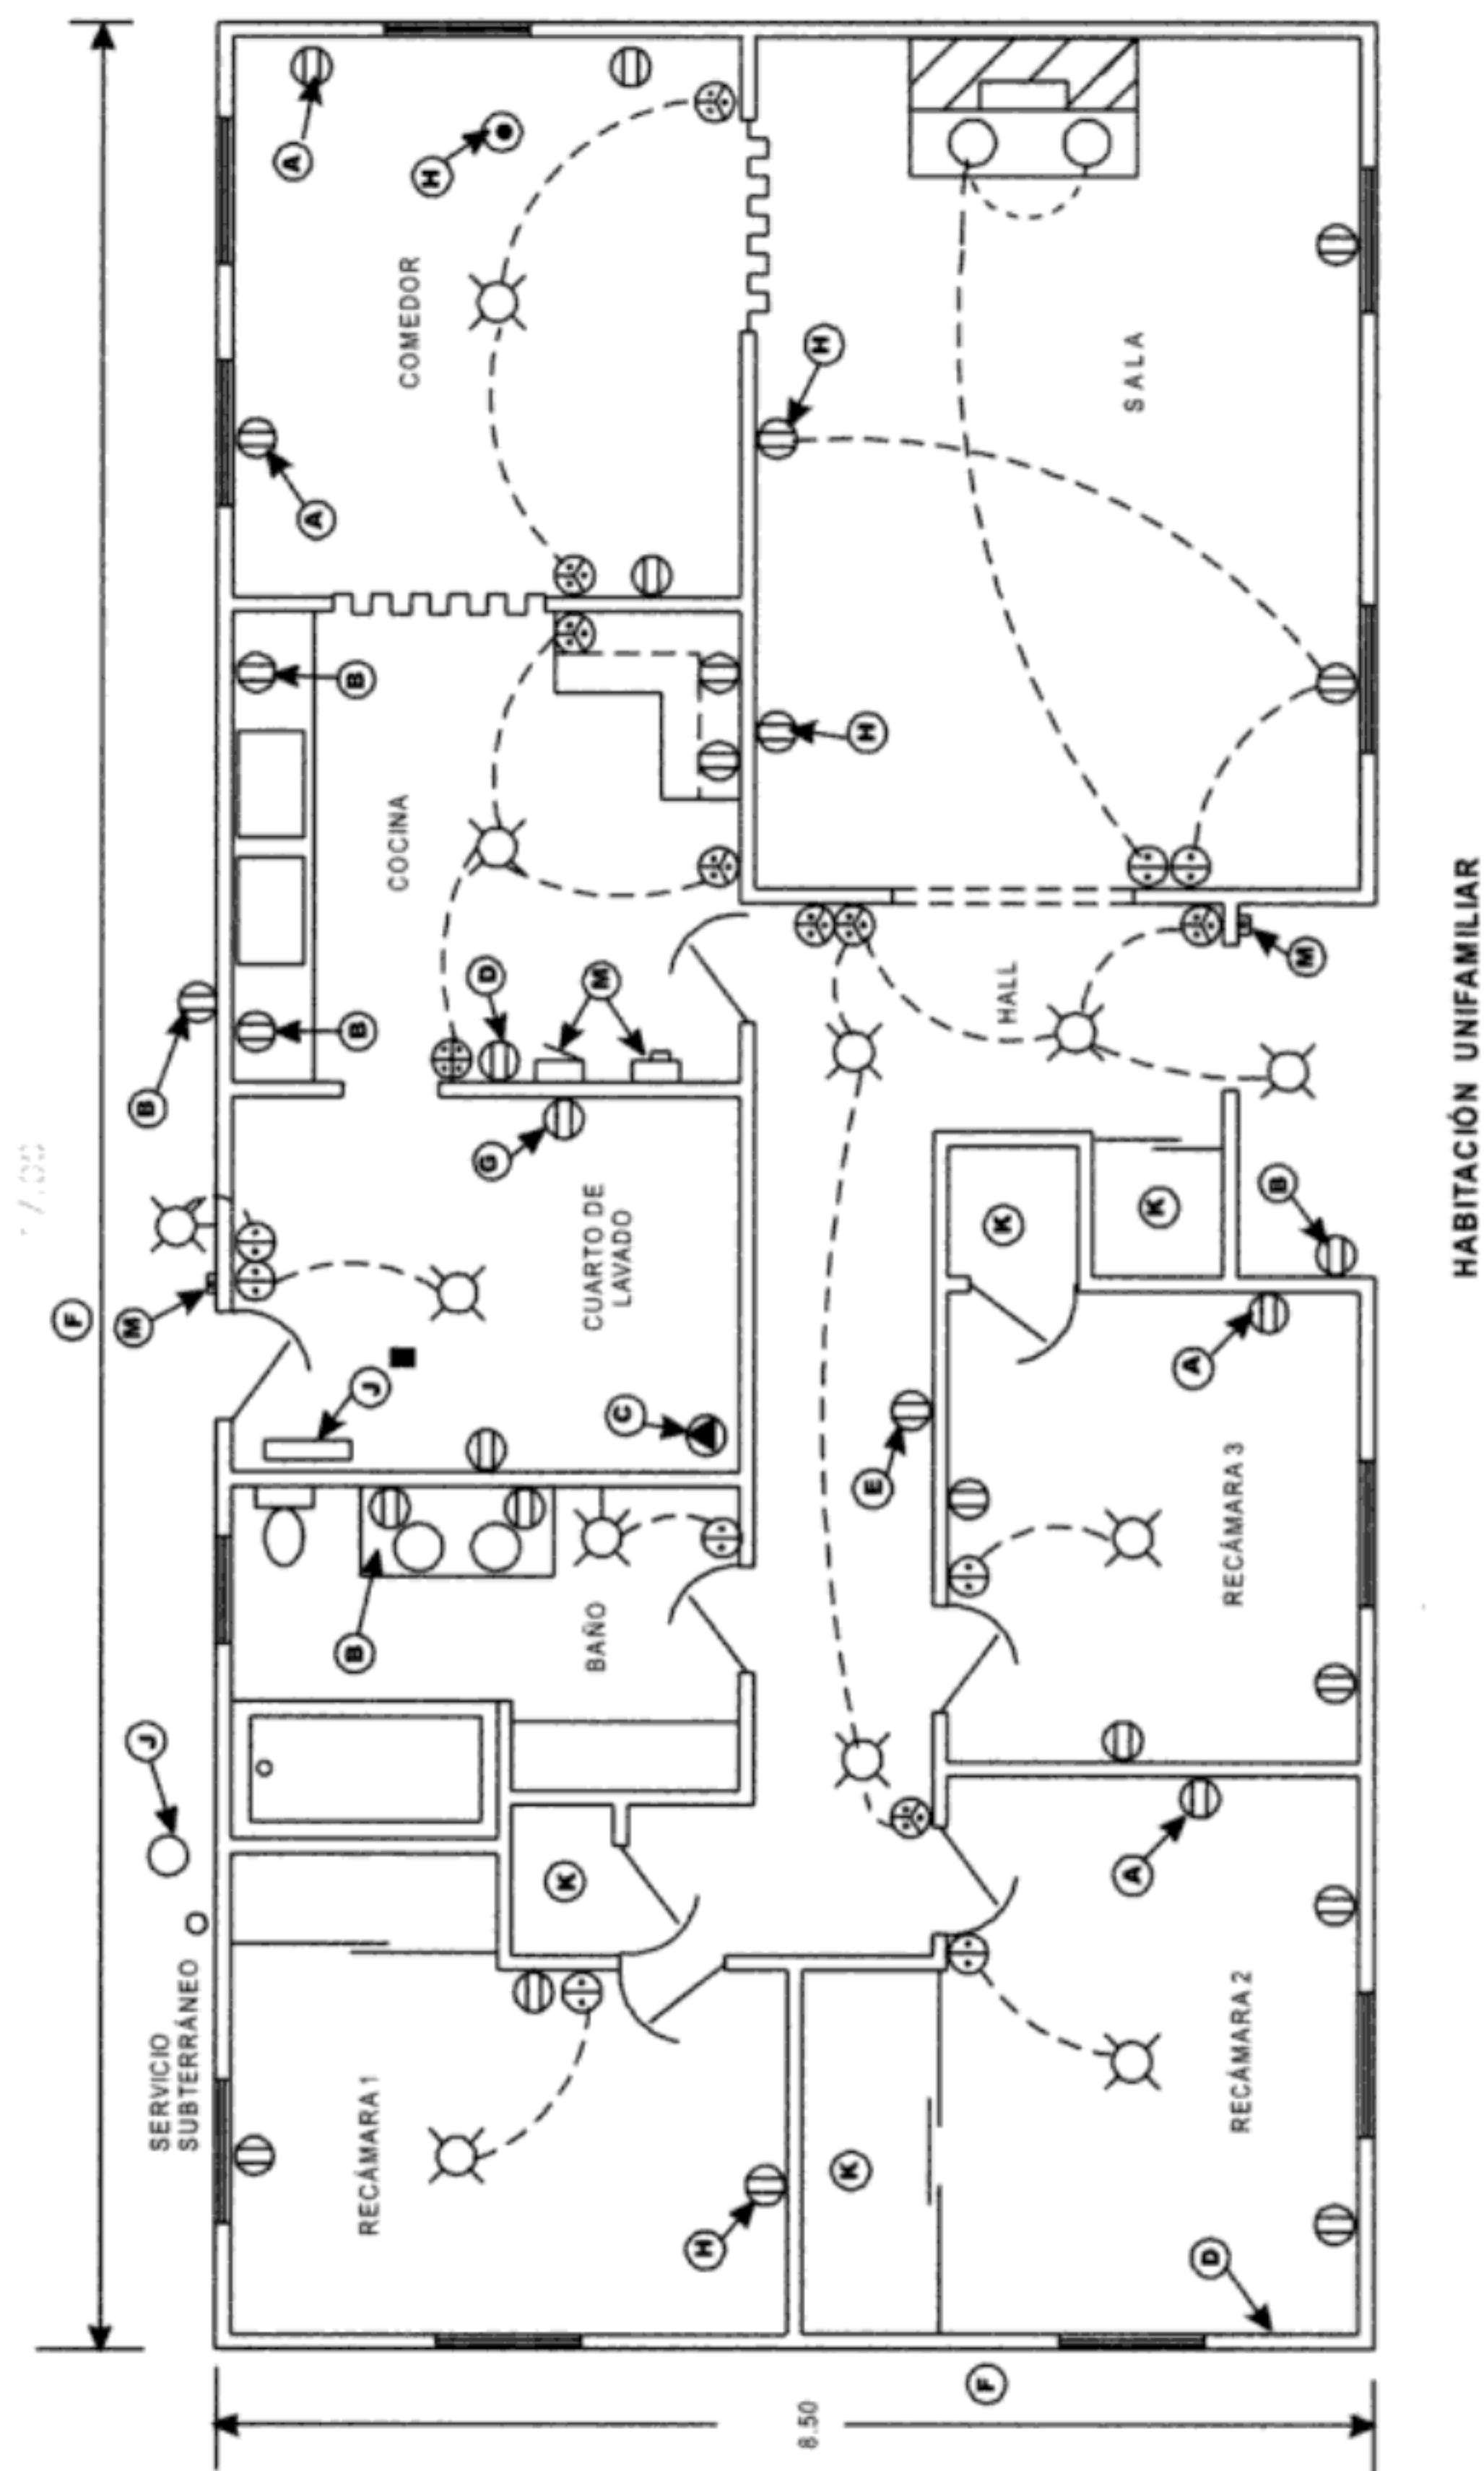 SERVICIO
SUBTERRÁNEO
J
F
M
B
RECÁMARA 1
H
K
BAÑO
B
J
CUARTO DE
LAVADO
C
G
COCINA
B
B
D
M
COMEDOR
A
A
H
SALA
H
H
HALL
M
K
K
B
E
RECÁMARA 3
A
RECÁMARA 2
A
K
D
F
8.50
HABITACIÓN UNIFAMILIAR